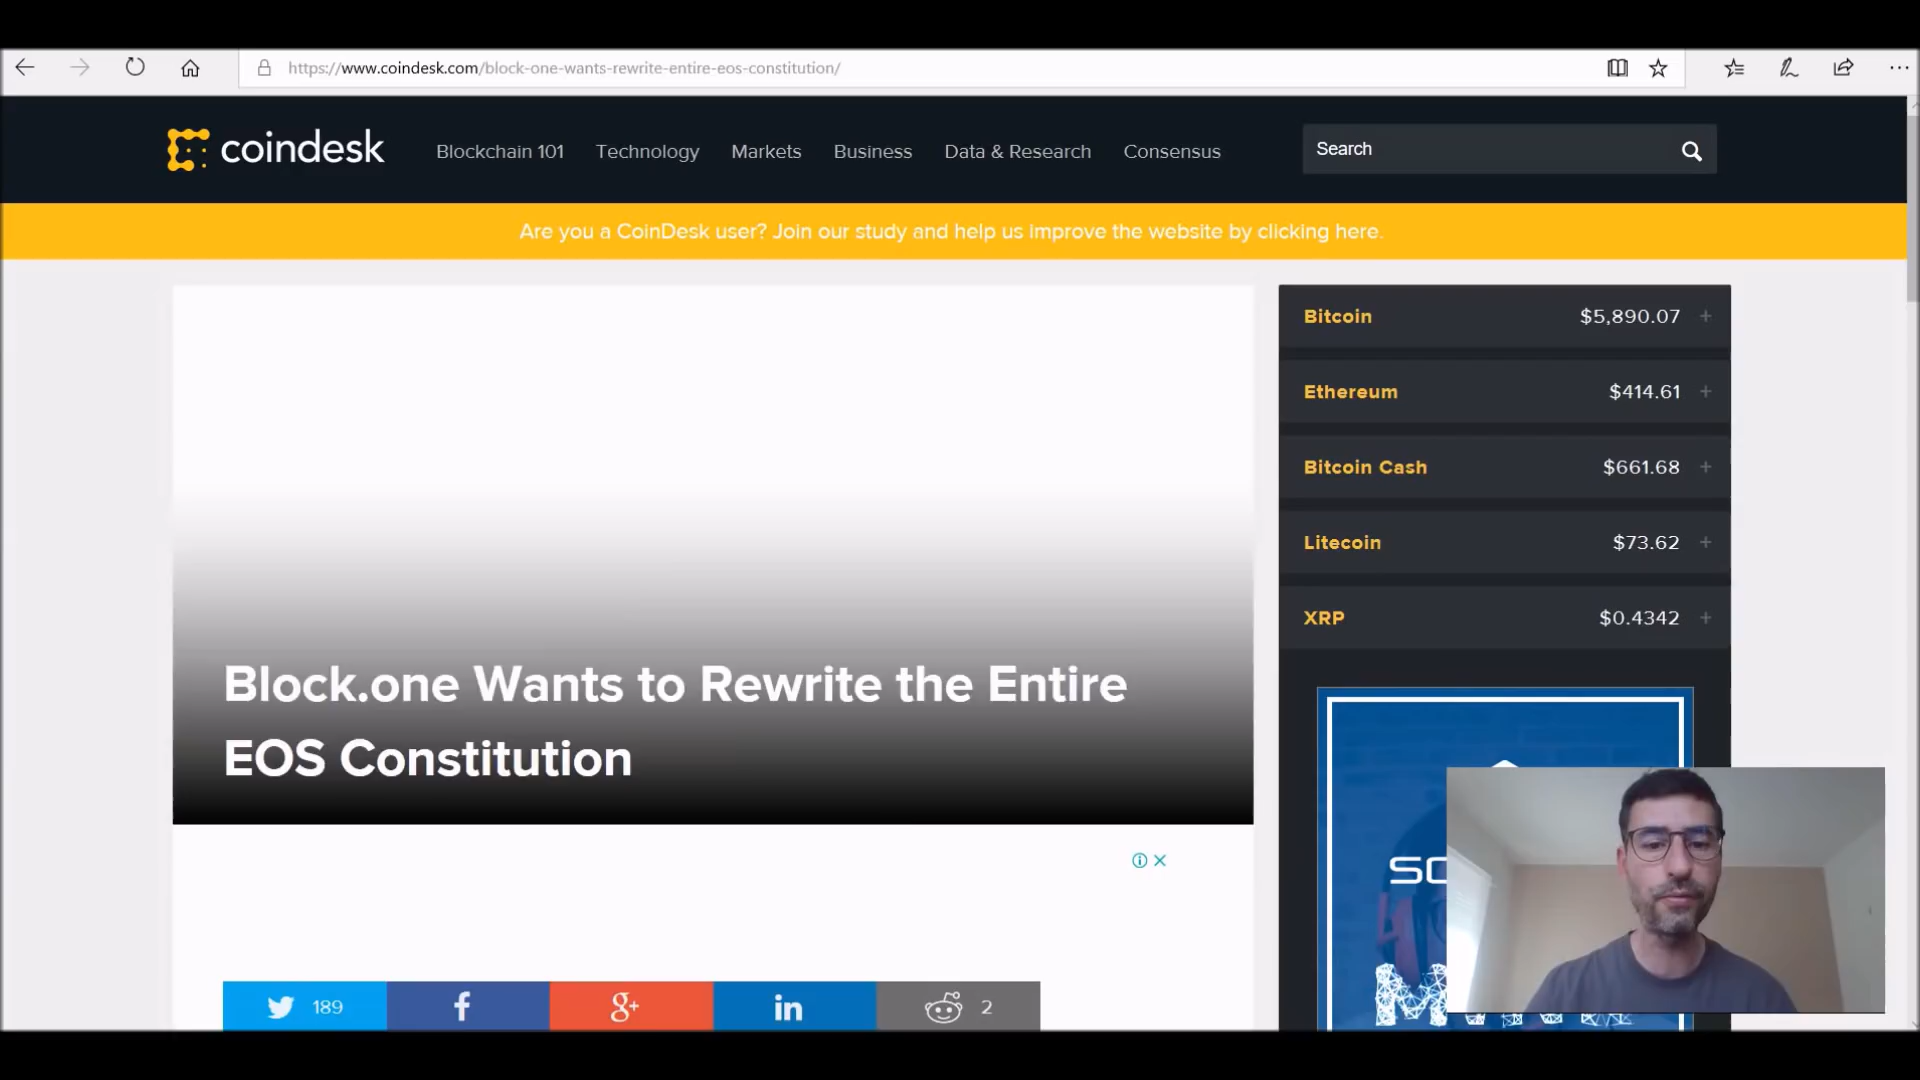 https://www.coindesk.com/block-one-wants-rewrite-entire-eos-constitution/
coindesk
Blockchain 101
Technology
Markets
Business
Data & Research
Consensus
Search
Are you a CoinDesk user? Join our study and help us improve the website by clicking here.
Block.one Wants to Rewrite the Entire
EOS Constitution
189
2
Bitcoin $5,890.07 +
Ethereum $414.61 +
Bitcoin Cash $661.68 +
Litecoin $73.62 +
XRP $0.4342 +